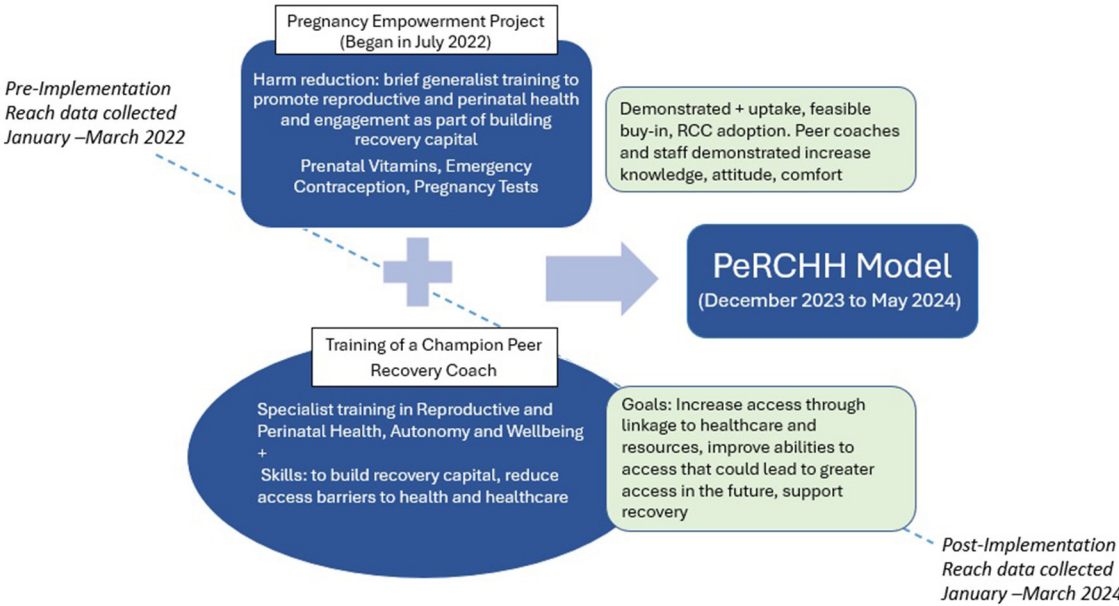 Pregnancy Empowerment Project
(Began in July 2022)
Pre-Implementation
Reach data collected
January –March 2022
Harm reduction: brief generalist training to
promote reproductive and perinatal health
and engagement as part of building
recovery capital
Prenatal Vitamins, Emergency
Contraception, Pregnancy Tests
Demonstrated + uptake, feasible
buy-in, RCC adoption. Peer coaches
and staff demonstrated increase
knowledge, attitude, comfort
PeRCHH Model
(December 2023 to May 2024)
Training of a Champion Peer
Recovery Coach
Specialist training in Reproductive and
Perinatal Health, Autonomy and Wellbeing
+
Skills: to build recovery capital, reduce
access barriers to health and healthcare
Goals: Increase access through
linkage to healthcare and
resources, improve abilities to
access that could lead to greater
access in the future, support
recovery
Post-Implementation
Reach data collected
January –March 2024